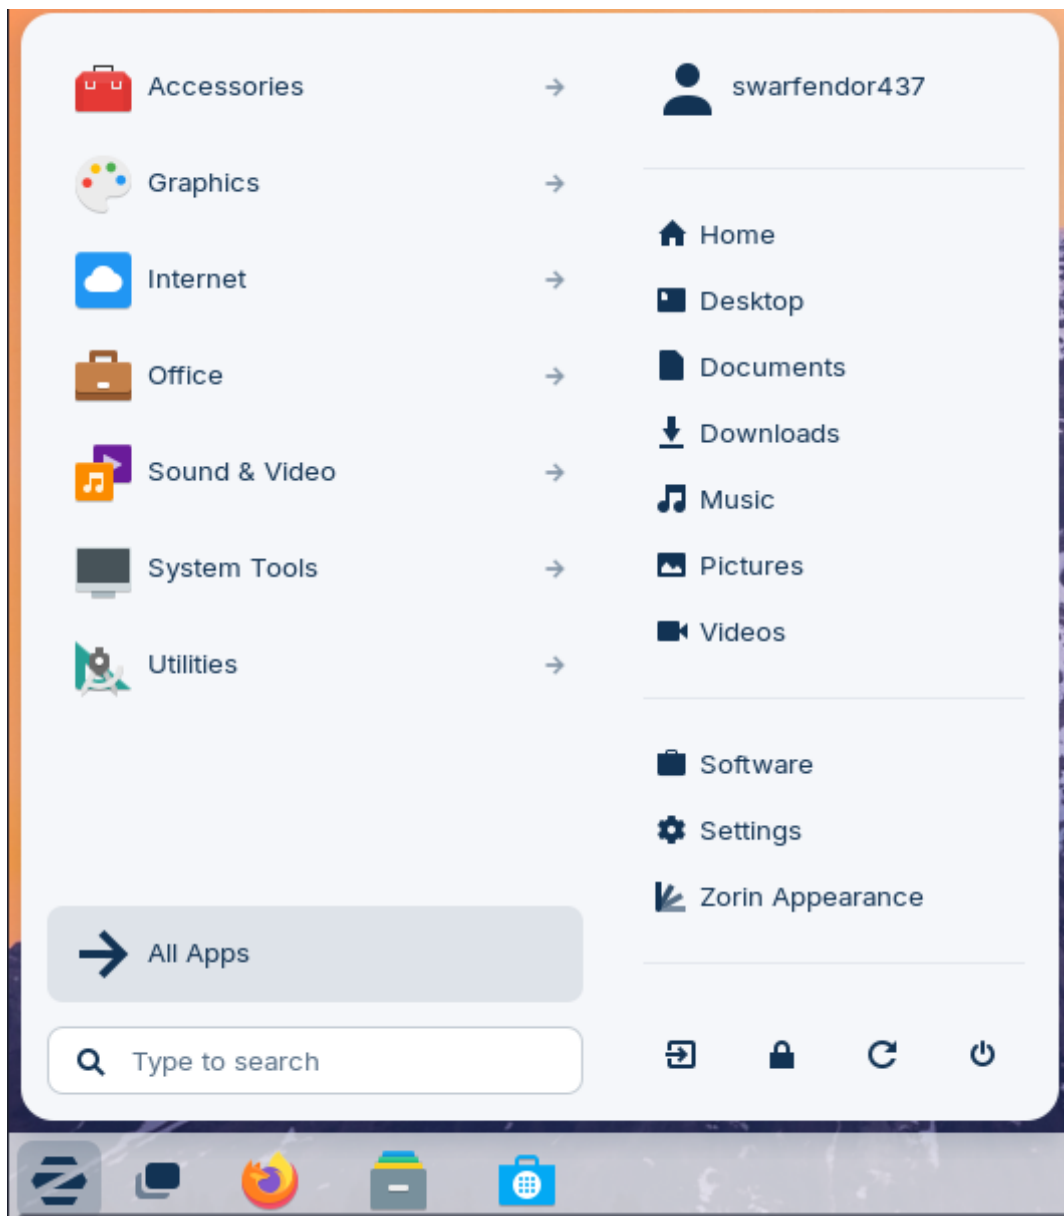 Accessories
Graphics
Internet
Office
Sound & Video
System Tools
Utilities
All Apps
Type to search
swarfendor437
Home
Desktop
Documents
Downloads
Music
Pictures
Videos
Software
Settings
Zorin Appearance